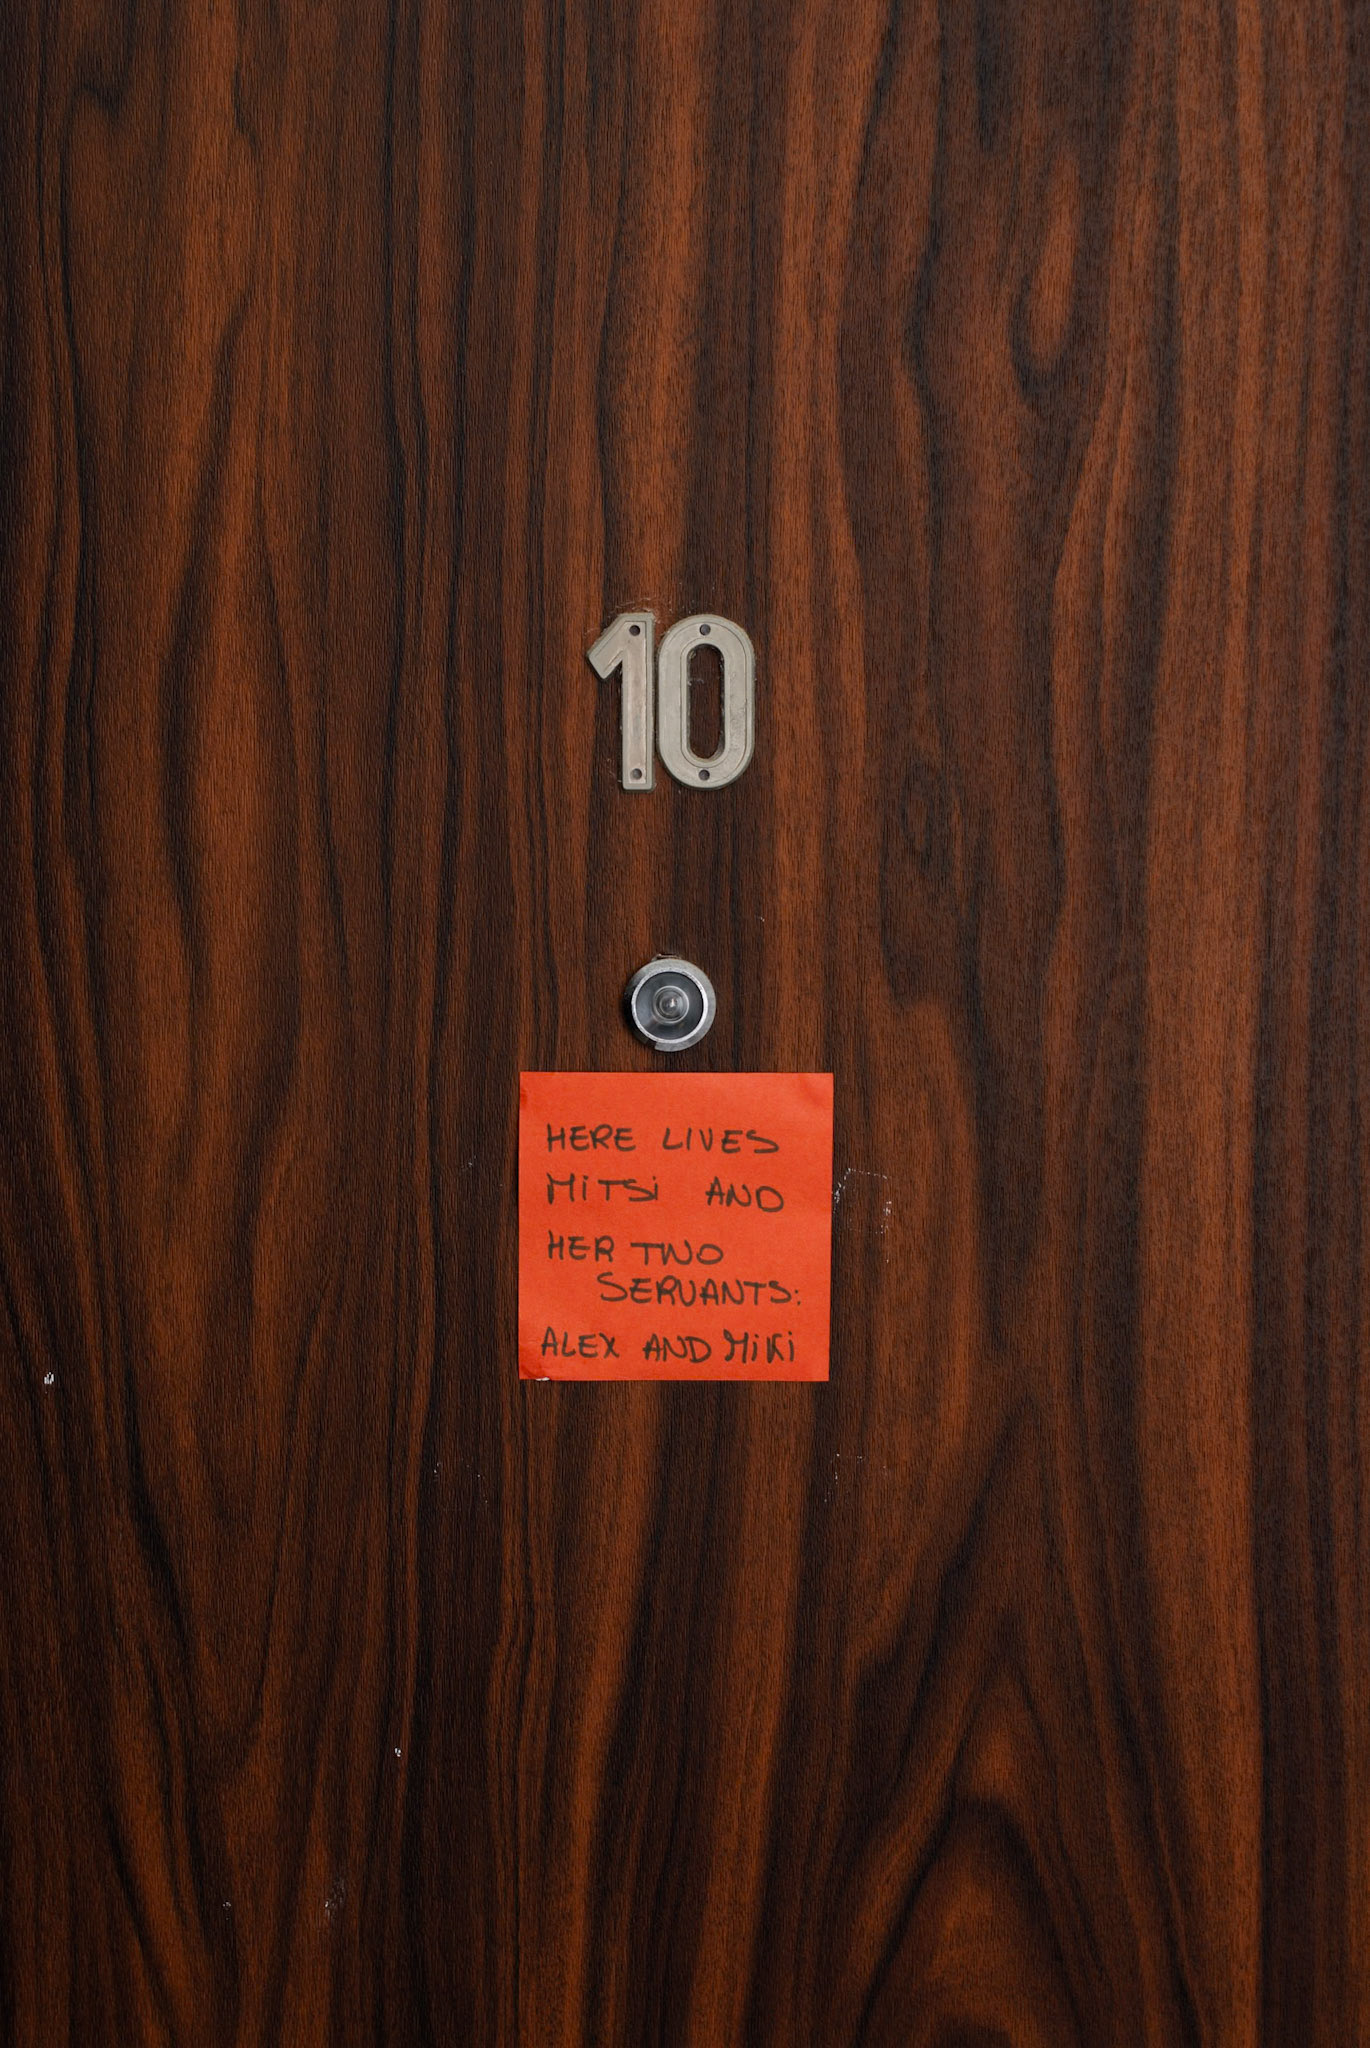 10
HERE LIVES
MiTSi AND
HER TWO
SERVANTS:
ALEX AND MiKi